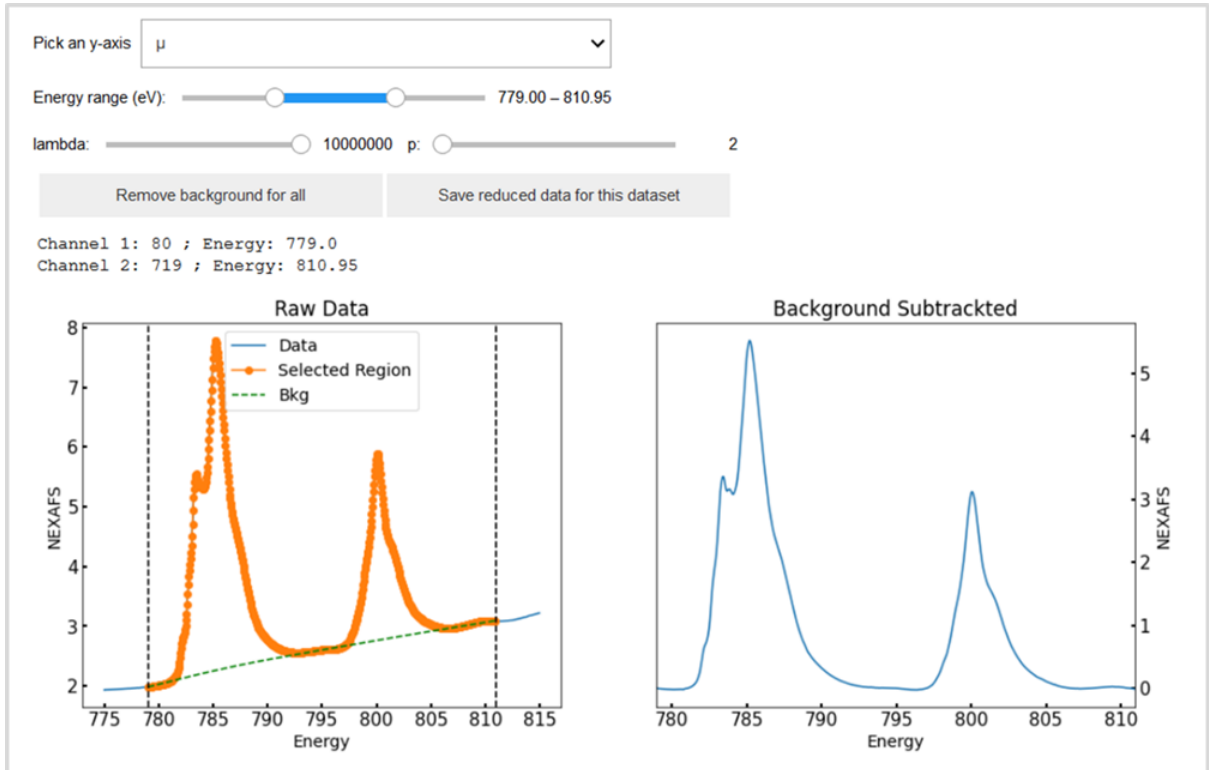 Pick an y-axis μ
Energy range (eV): 779.00 – 810.95
lambda: 10000000 p: 2
Remove background for all Save reduced data for this dataset
Channel 1: 80 ; Energy: 779.0
Channel 2: 719 ; Energy: 810.95
Raw Data
8
7
6
5
4
3
2
NEXAFS
Data
Selected Region
Bkg
775 780 785 790 795 800 805 810 815
Energy
Background Subtrackted
5
4
3
2
1
0
NEXAFS
780 785 790 795 800 805 810
Energy